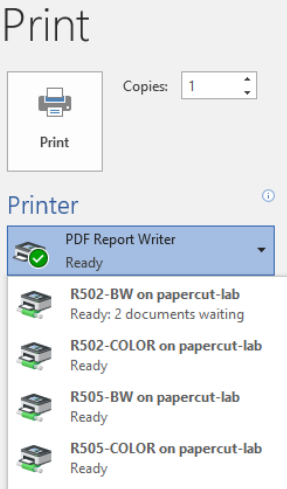 Print
Copies: 1
Print
Printer
PDF Report Writer
Ready
R502-BW on papercut-lab
Ready: 2 documents waiting
R502-COLOR on papercut-lab
Ready
R505-BW on papercut-lab
Ready
R505-COLOR on papercut-lab
Ready